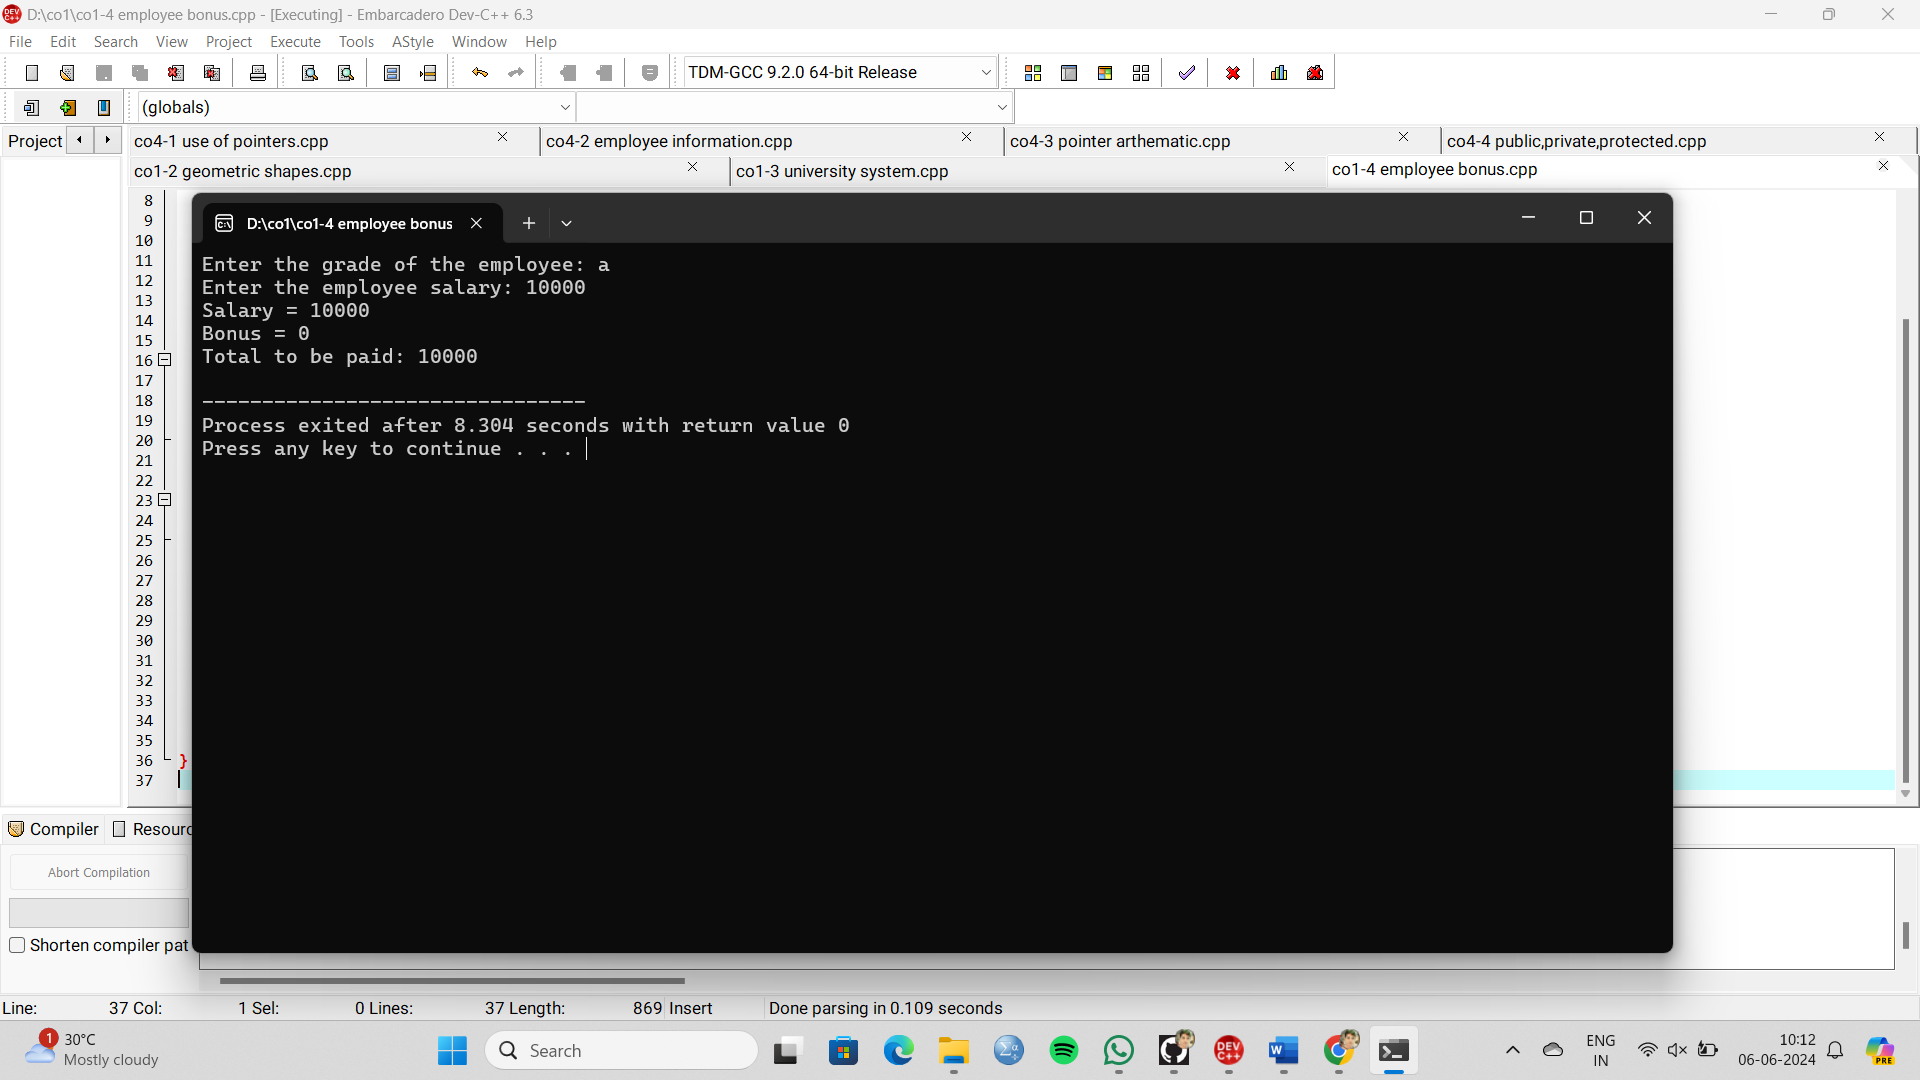 D:\co1\co1-4 employee bonus.cpp - [Executing] - Embarcadero Dev-C++ 6.3
File Edit Search View Project Execute Tools AStyle Window Help
TDM-GCC 9.2.0 64-bit Release
(globals)
Project co4-1 use of pointers.cpp co4-2 employee information.cpp co4-3 pointer arthematic.cpp co4-4 public,private,protected.cpp
co1-2 geometric shapes.cpp co1-3 university system.cpp co1-4 employee bonus.cpp
D:\co1\co1-4 employee bonus
Enter the grade of the employee: a
Enter the employee salary: 10000
Salary = 10000
Bonus = 0
Total to be paid: 10000
--------------------------------
Process exited after 8.304 seconds with return value 0
Press any key to continue . . .
8
9
10
11
12
13
14
15
16
17
18
19
20
21
22
23
24
25
26
27
28
29
30
31
32
33
34
35
36 }
37
Compiler Resourc
Abort Compilation
Shorten compiler pat
Line: 37 Col: 1 Sel: 0 Lines: 37 Length: 869 Insert Done parsing in 0.109 seconds
1
30°C
Mostly cloudy
Search
DEV C++
ENG
IN
10:12
06-06-2024
PRE